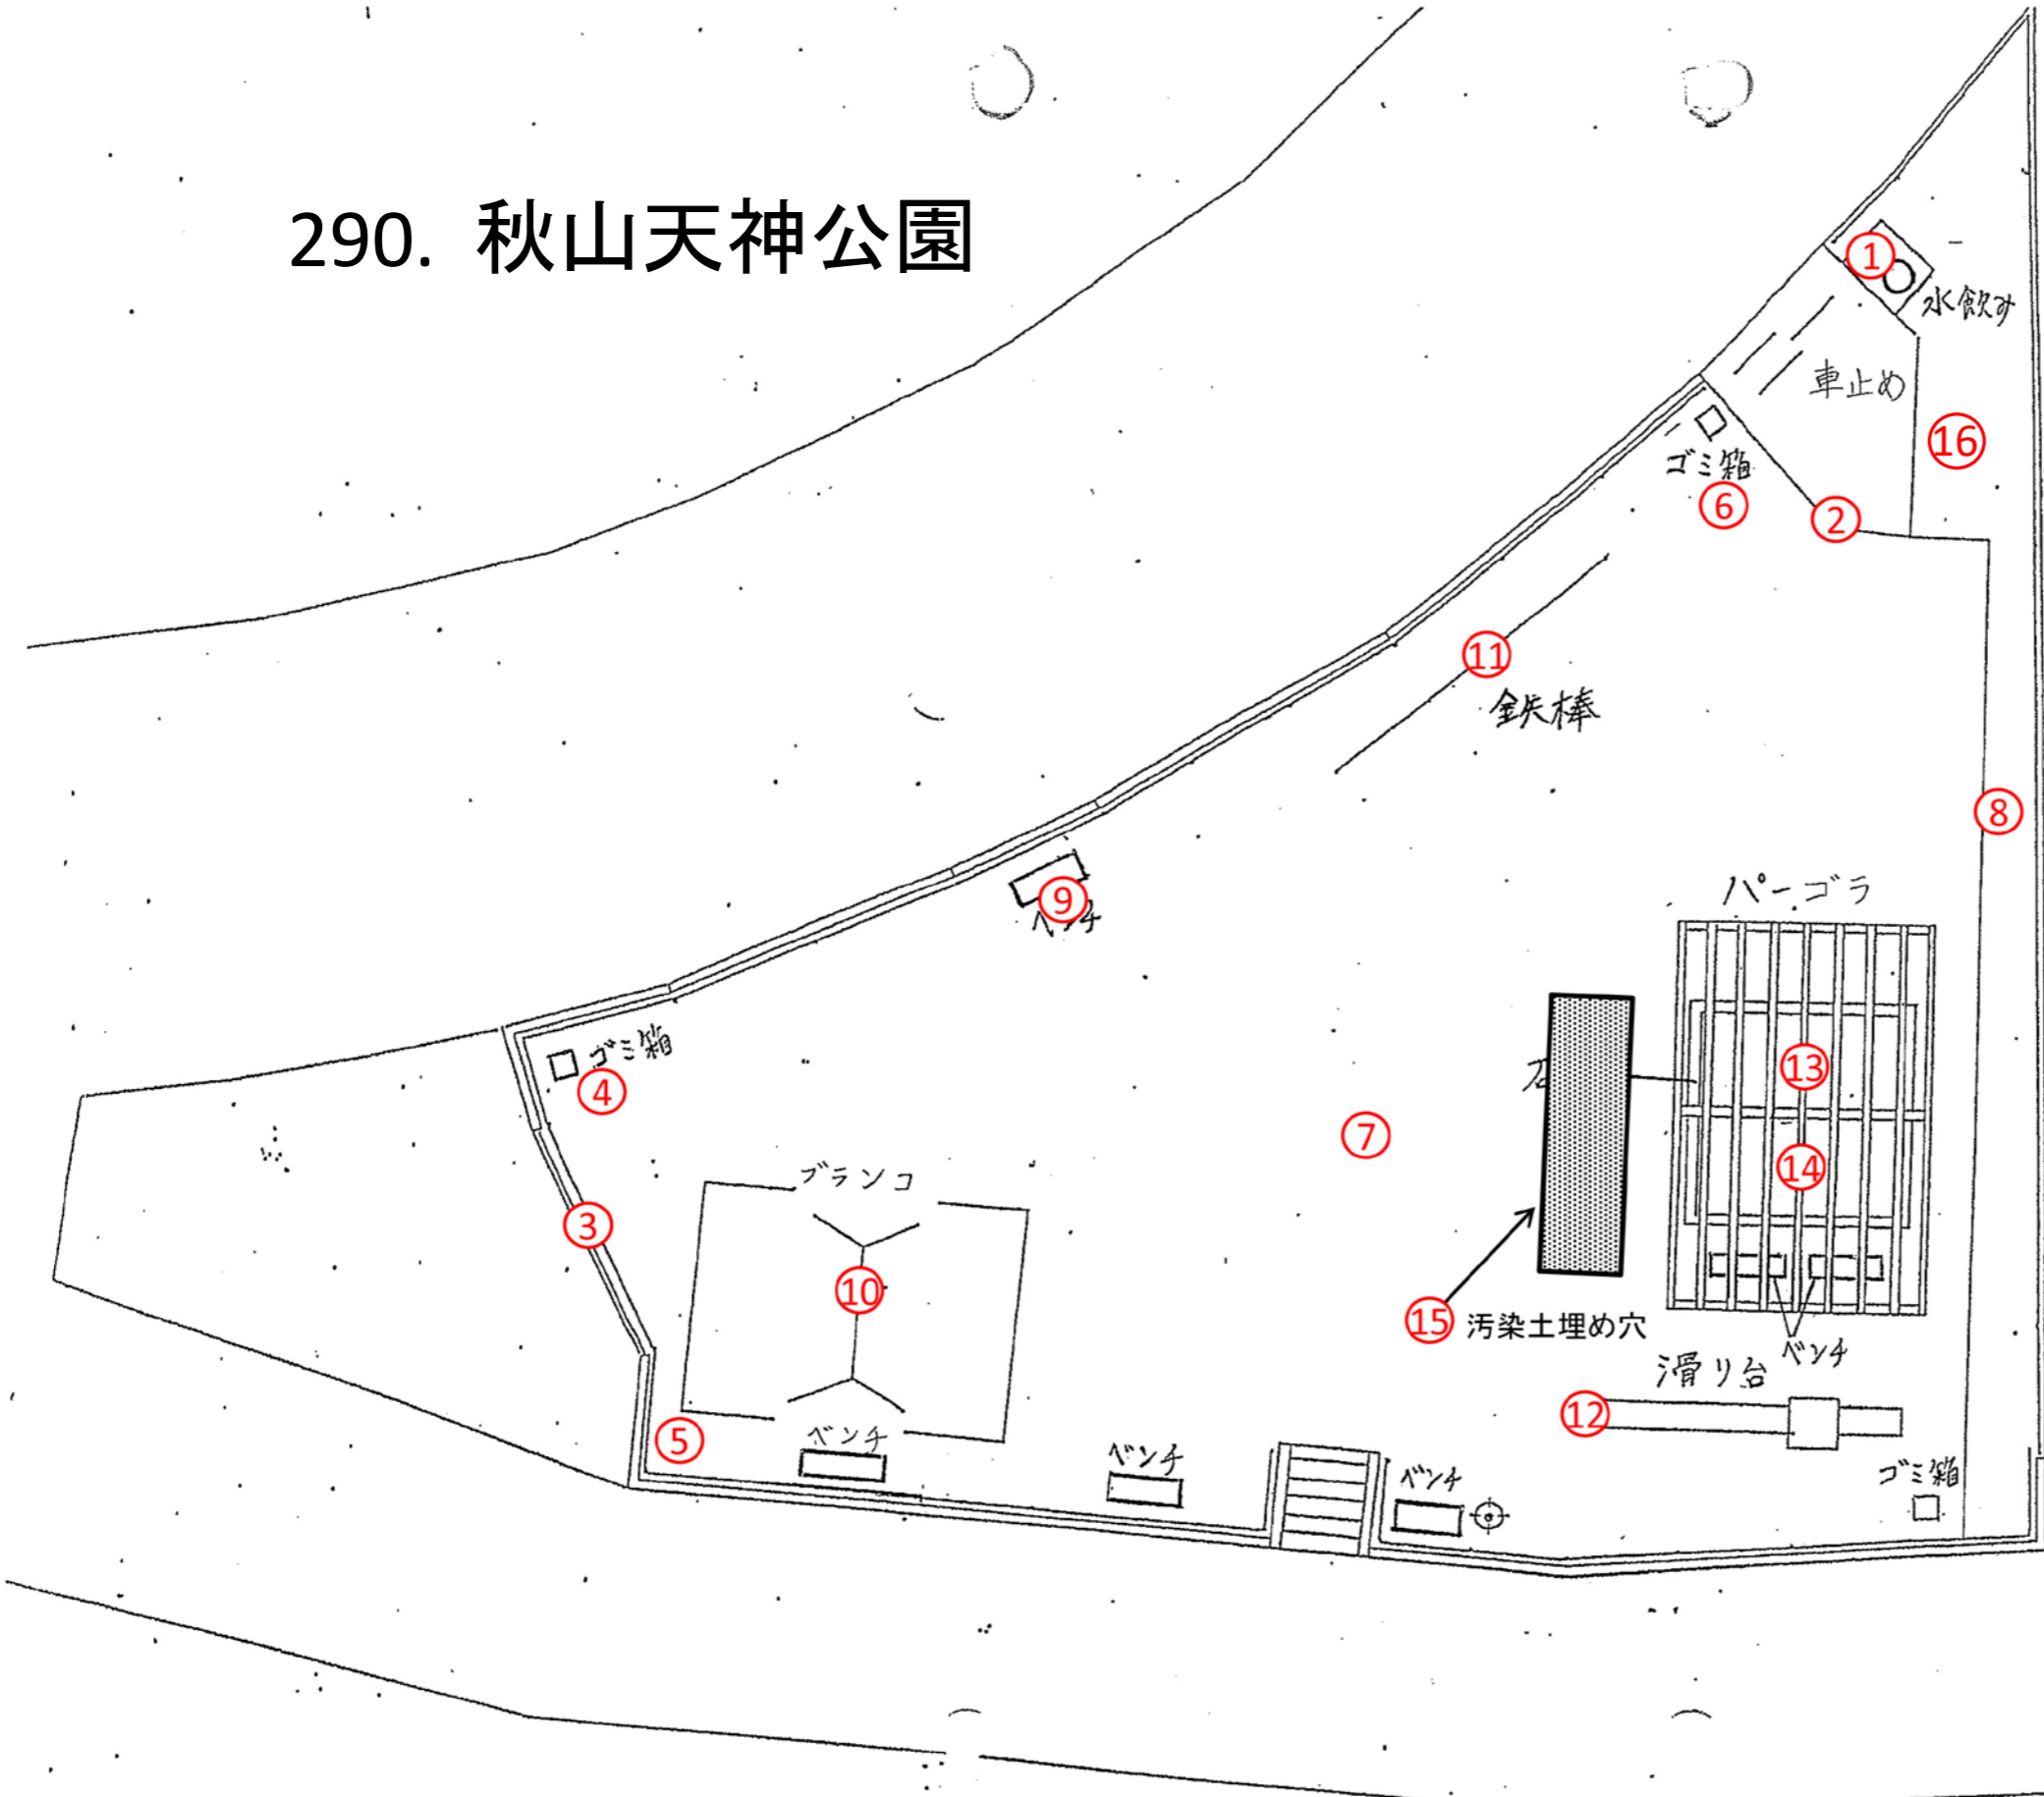 290. 秋山天神公園
①
水飲み
車止め
⑯
ゴミ箱
⑥
②
⑪
鉄棒
⑧
パーゴラ
⑨
ベンチ
ゴミ箱
④
⑬
⑦
⑭
ブランコ
③
⑩
⑮ 汚染土埋め穴
ベンチ
滑り台
⑫
⑤
ベンチ
ベンチ
ベンチ
ゴミ箱